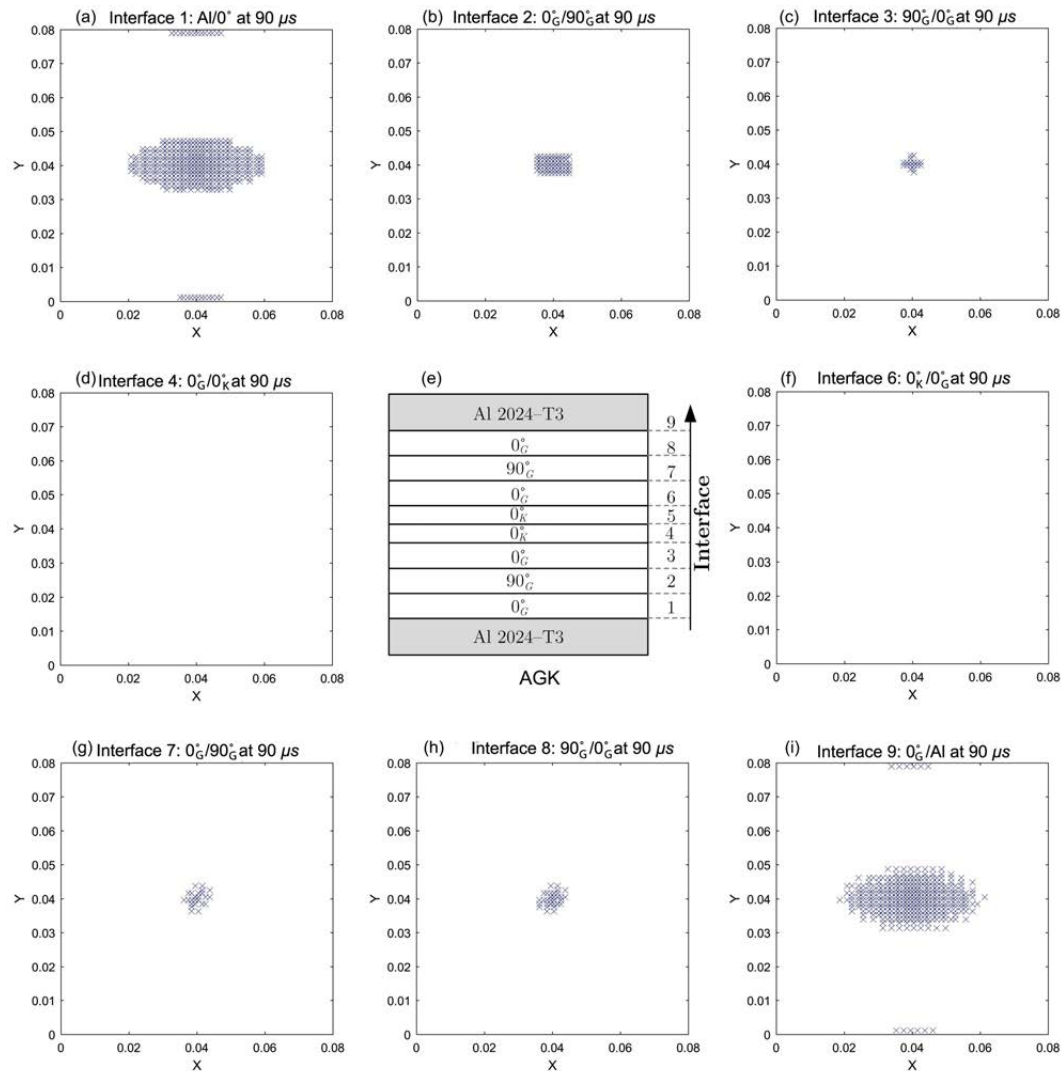 (a) Interface 1: Al/0° at 90 µs
0.08
0.07
0.06
0.05
0.04
0.03
0.02
0.01
0
Y
0 0.02 0.04 0.06 0.08
X
(b) Interface 2: 0°G/90°G at 90 µs
0.08
0.07
0.06
0.05
0.04
0.03
0.02
0.01
0
Y
0 0.02 0.04 0.06 0.08
X
(c) Interface 3: 90°G/0°G at 90 µs
0.08
0.07
0.06
0.05
0.04
0.03
0.02
0.01
0
Y
0 0.02 0.04 0.06 0.08
X
(d) Interface 4: 0°G/0°K at 90 µs
0.08
0.07
0.06
0.05
0.04
0.03
0.02
0.01
0
Y
0 0.02 0.04 0.06 0.08
X
(e)
Al 2024–T3
9
0°G 8
90°G 7
0°G 6
0°K 5
0°K 4
0°G 3
90°G 2
0°G 1
Al 2024–T3
Interface
AGK
(f) Interface 6: 0°K/0°G at 90 µs
0.08
0.07
0.06
0.05
0.04
0.03
0.02
0.01
0
Y
0 0.02 0.04 0.06 0.08
X
(g) Interface 7: 0°G/90°G at 90 µs
0.08
0.07
0.06
0.05
0.04
0.03
0.02
0.01
0
Y
0 0.02 0.04 0.06 0.08
X
(h) Interface 8: 90°G/0°G at 90 µs
0.08
0.07
0.06
0.05
0.04
0.03
0.02
0.01
0
Y
0 0.02 0.04 0.06 0.08
X
(i) Interface 9: 0°G/Al at 90 µs
0.08
0.07
0.06
0.05
0.04
0.03
0.02
0.01
0
Y
0 0.02 0.04 0.06 0.08
X